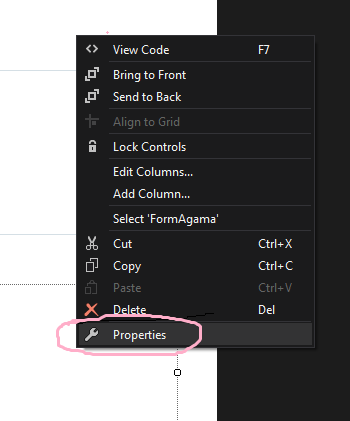 View Code F7
Bring to Front
Send to Back
Align to Grid
Lock Controls
Edit Columns...
Add Column...
Select 'FormAgama'
Cut Ctrl+X
Copy Ctrl+C
Paste Ctrl+V
Delete Del
Properties